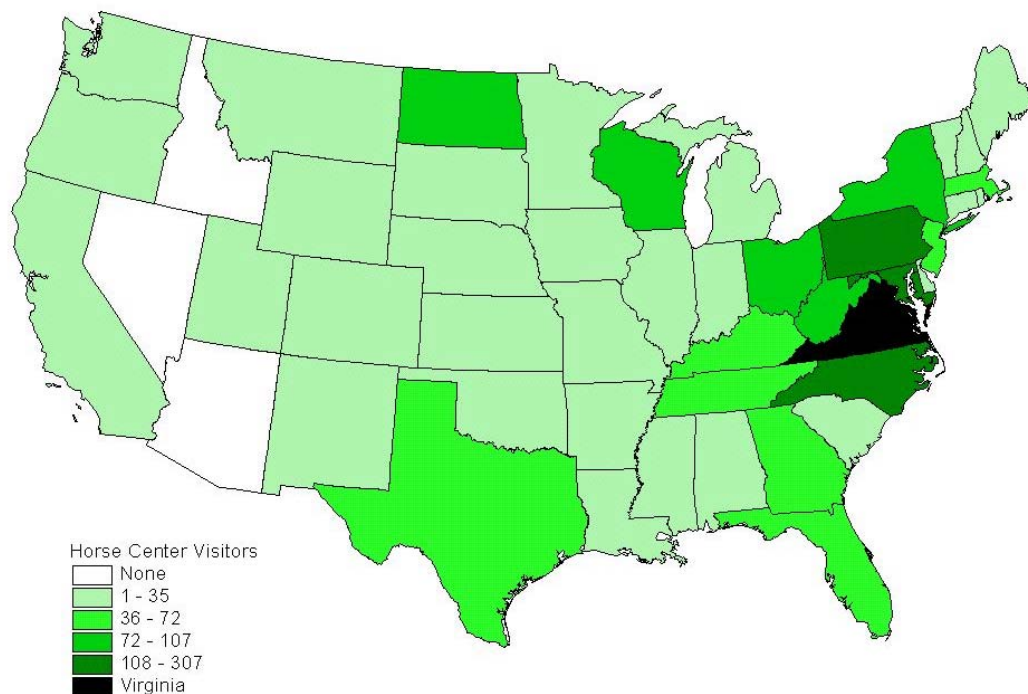 Horse Center Visitors
None
1 - 35
36 - 72
72 - 107
108 - 307
Virginia